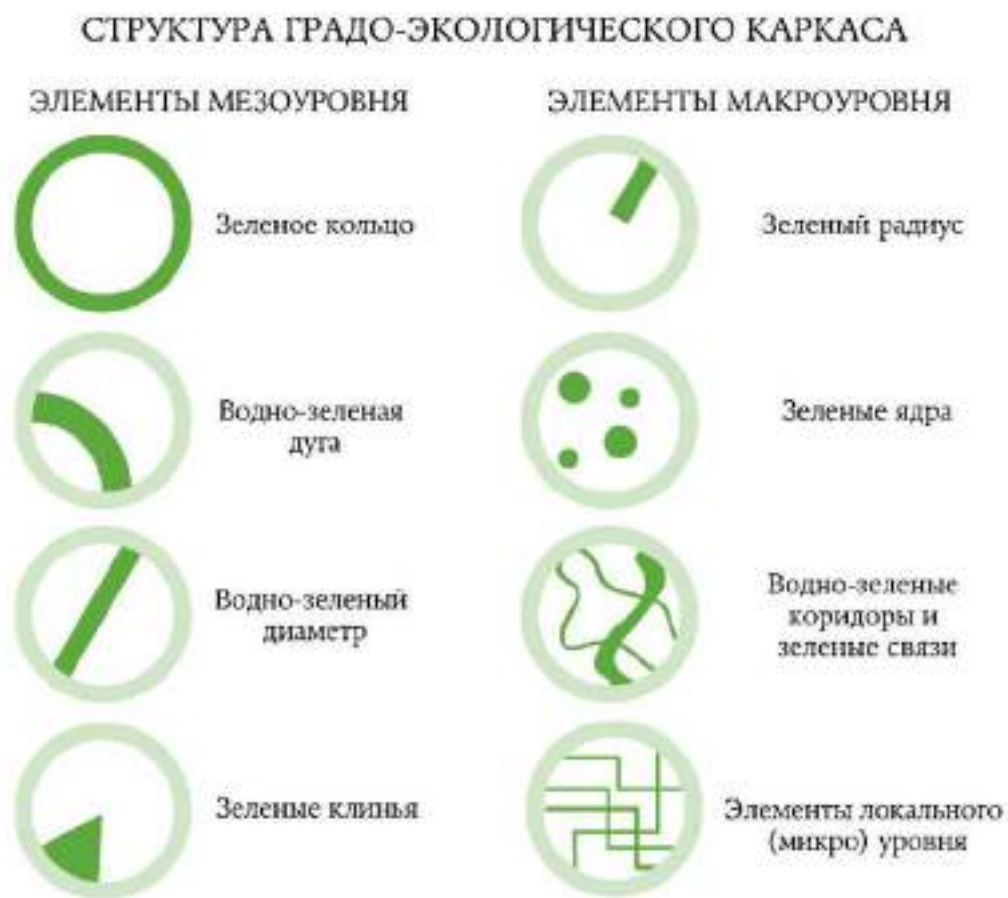 СТРУКТУРА ГРАДО-ЭКОЛОГИЧЕСКОГО КАРКАСА
ЭЛЕМЕНТЫ МЕЗОУРОВНЯ
Зеленое кольцо
Водно-зеленая
дуга
Водно-зеленый
диаметр
Зеленые клинья
ЭЛЕМЕНТЫ МАКРОУРОВНЯ
Зеленый радиус
Зеленые ядра
Водно-зеленые
коридоры и
зеленые связи
Элементы локального
(микро) уровня